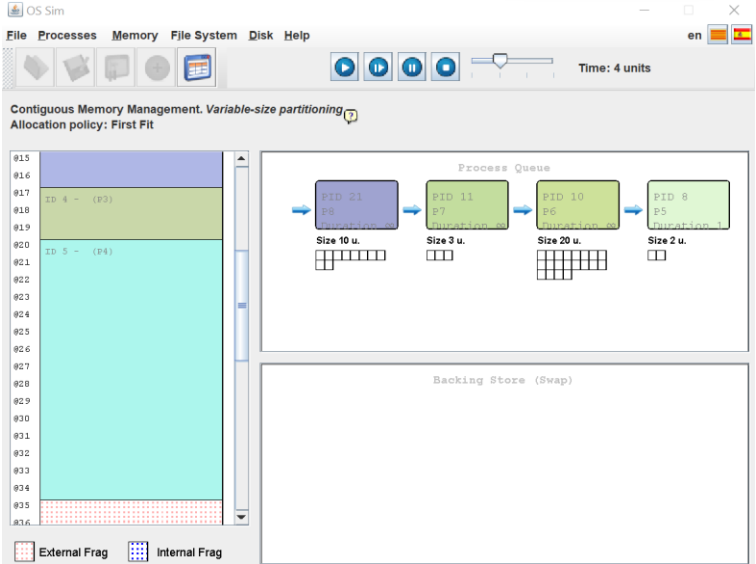 OS Sim
File Processes Memory File System Disk Help
en
Time: 4 units
Contiguous Memory Management. Variable-size partitioning
?
Allocation policy: First Fit
@15
@16
@17
@18
@19
@20
@21
@22
@23
@24
@25
@26
@27
@28
@29
@30
@31
@32
@33
@34
@35
@36
ID 4 - (P3)
ID 5 - (P4)
External Frag
Internal Frag
Process Queue
PID 21
P8
Duration ∞
Size 10 u.
PID 11
P7
Duration ∞
Size 3 u.
PID 10
P6
Duration ∞
Size 20 u.
PID 8
P5
Duration 1
Size 2 u.
Backing Store (Swap)